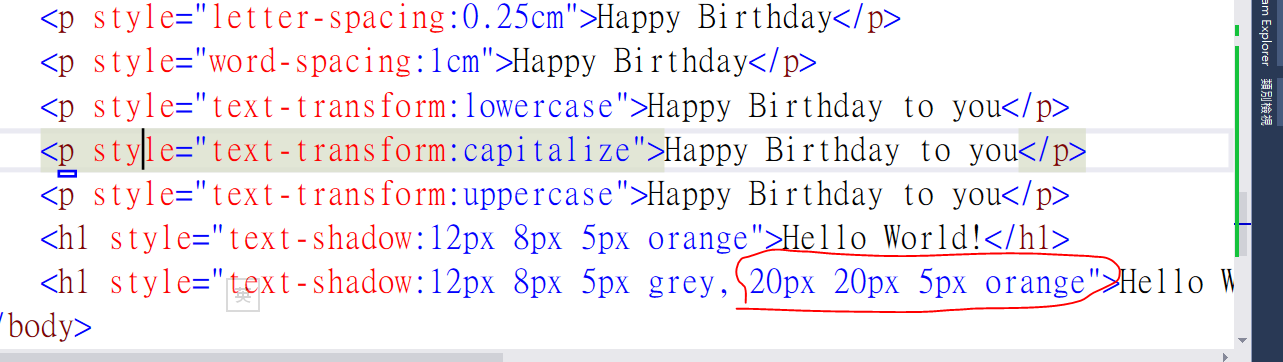 <p style="letter-spacing:0.25cm">Happy Birthday</p>
<p style="word-spacing:1cm">Happy Birthday</p>
<p style="text-transform:lowercase">Happy Birthday to you</p>
<p style="text-transform:capitalize">Happy Birthday to you</p>
<p style="text-transform:uppercase">Happy Birthday to you</p>
<h1 style="text-shadow:12px 8px 5px orange">Hello World!</h1>
<h1 style="text-shadow:12px 8px 5px grey, 20px 20px 5px orange">Hello W
英
/body>
am Explorer
類別檢視